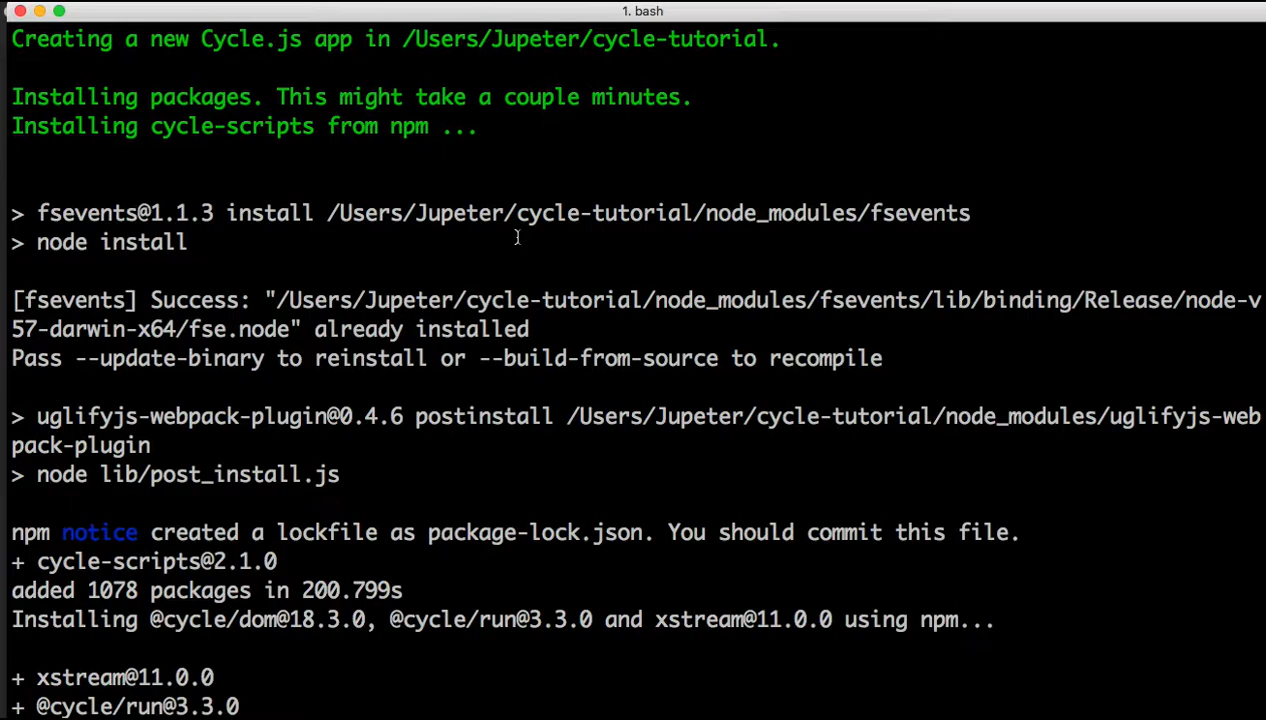 1. bash
Creating a new Cycle.js app in /Users/Jupeter/cycle-tutorial.
Installing packages. This might take a couple minutes.
Installing cycle-scripts from npm ...
> fsevents@1.1.3 install /Users/Jupeter/cycle-tutorial/node_modules/fsevents
> node install
[fsevents] Success: "/Users/Jupeter/cycle-tutorial/node_modules/fsevents/lib/binding/Release/node-v
57-darwin-x64/fse.node" already installed
Pass --update-binary to reinstall or --build-from-source to recompile
> uglifyjs-webpack-plugin@0.4.6 postinstall /Users/Jupeter/cycle-tutorial/node_modules/uglifyjs-web
pack-plugin
> node lib/post_install.js
npm notice created a lockfile as package-lock.json. You should commit this file.
+ cycle-scripts@2.1.0
added 1078 packages in 200.799s
Installing @cycle/dom@18.3.0, @cycle/run@3.3.0 and xstream@11.0.0 using npm...
+ xstream@11.0.0
+ @cycle/run@3.3.0